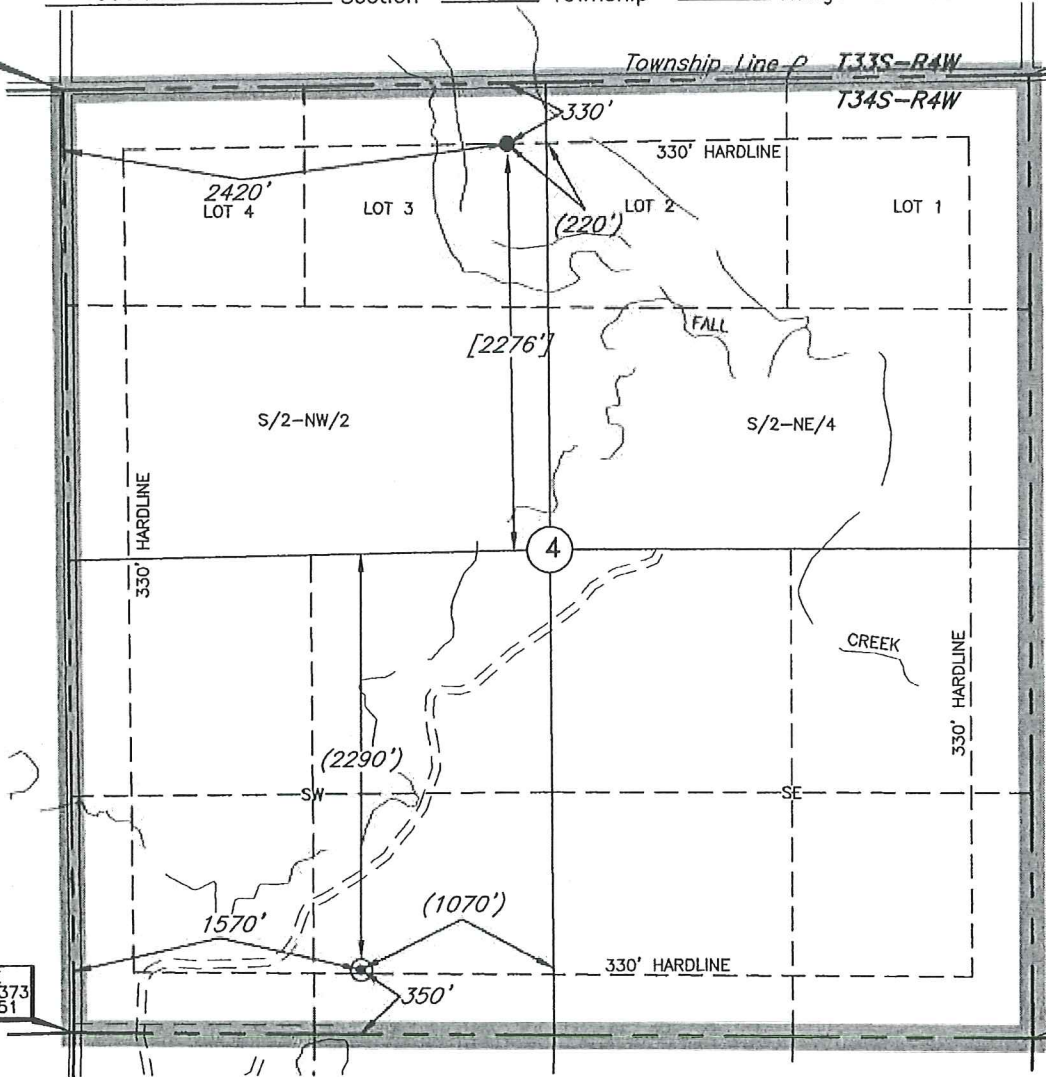 Section Township
Township Line T33S-R4W
T34S-R4W
330'
330' HARDLINE
2420'
LOT 4
LOT 3
(220')
LOT 2
LOT 1
FALL
[2276']
S/2-NW/2
S/2-NE/4
330' HARDLINE
4
CREEK
330' HARDLINE
(2290')
SW
SE
1570'
(1070')
330' HARDLINE
350'
373
51